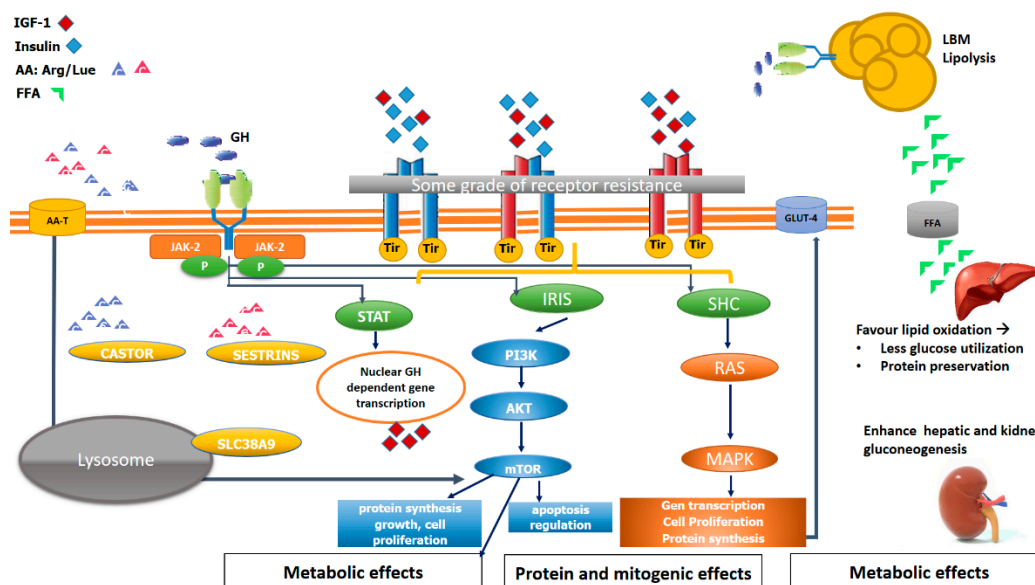 IGF-1
Insulin
AA: Arg/Lue
FFA
GH
LBM
Lipolysis
Some grade of receptor resistance
AA-T
GLUT-4
FFA
JAK-2
JAK-2
P
P
Tir
Tir
Tir
Tir
Tir
Tir
STAT
IRIS
SHC
CASTOR
SESTRINS
Nuclear GH
dependent gene
transcription
PI3K
RAS
AKT
Favour lipid oxidation →
• Less glucose utilization
• Protein preservation
SLC38A9
Lysosome
mTOR
MAPK
Enhance hepatic and kidne
gluconeogenesis
protein synthesis
growth, cell
proliferation
apoptosis
regulation
Gen transcription
Cell Proliferation
Protein synthesis
Metabolic effects
Protein and mitogenic effects
Metabolic effects